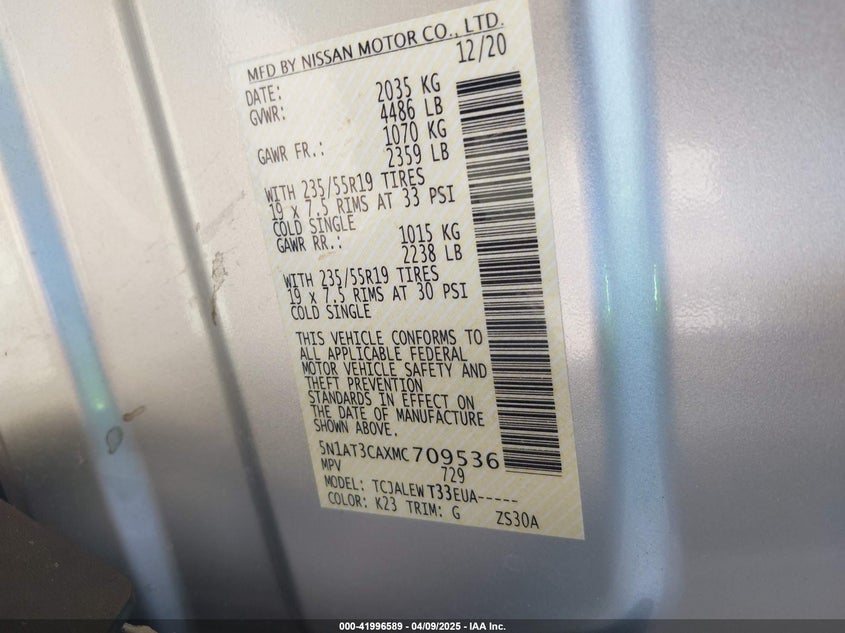 MFD BY NISSAN MOTOR CO., LTD.
DATE: 12/20
GVWR: 2035 KG
4486 LB
GAWR FR.: 1070 KG
2359 LB
WITH 235/55R19 TIRES
19 x 7.5 RIMS AT 33 PSI
COLD SINGLE
GAWR RR.: 1015 KG
2238 LB
WITH 235/55R19 TIRES
19 x 7.5 RIMS AT 30 PSI
COLD SINGLE
THIS VEHICLE CONFORMS TO
ALL APPLICABLE FEDERAL
MOTOR VEHICLE SAFETY AND
THEFT PREVENTION
STANDARDS IN EFFECT ON
THE DATE OF MANUFACTURE
SHOWN ABOVE.
5N1AT3CAXMC709536
MPV 729
MODEL: TCJALEWT33EUA-----
COLOR: K23 TRIM: G ZS30A
000-41996589 - 04/09/2025 - IAA Inc.